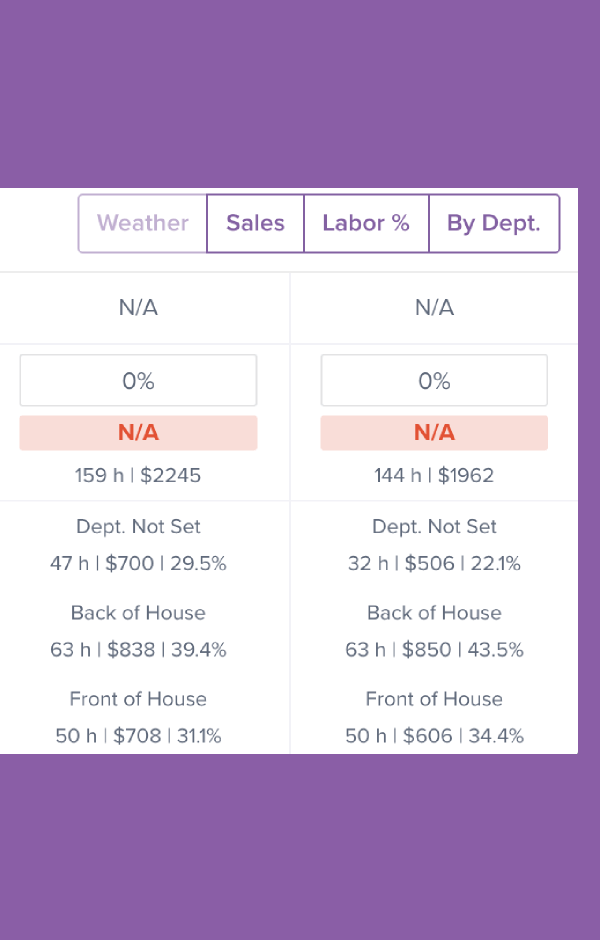 Weather Sales Labor % By Dept.
N/A N/A
0% 0%
N/A N/A
159 h | $2245 144 h | $1962
Dept. Not Set Dept. Not Set
47 h | $700 | 29.5% 32 h | $506 | 22.1%
Back of House Back of House
63 h | $838 | 39.4% 63 h | $850 | 43.5%
Front of House Front of House
50 h | $708 | 31.1% 50 h | $606 | 34.4%